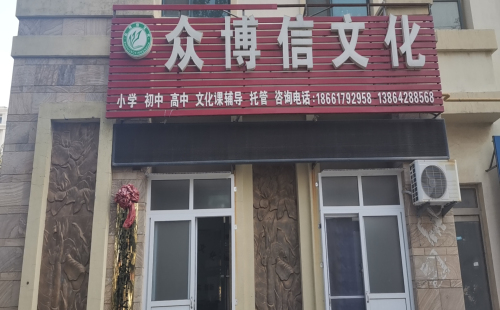 众博信文化
小学 初中 高中 文化课辅导 托管 咨询电话:18661792958 13864288568